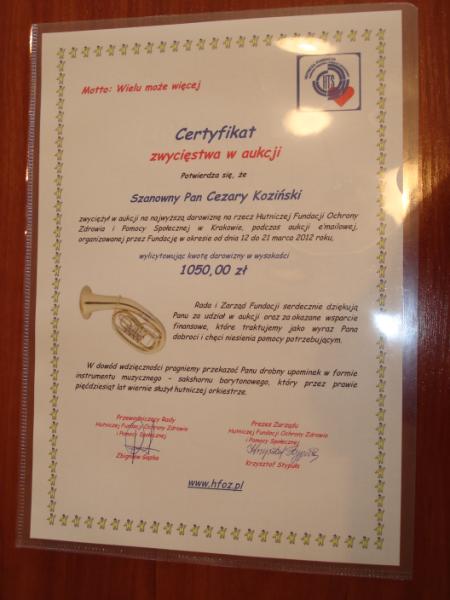 Motto: Wielu może więcej
HTS
Certyfikat
zwycięstwa w aukcji
Potwierdza się, że
Szanowny Pan Cezary Koziński
zwyciężył w aukcji na najwyższą darowiznę na rzecz Hutniczej Fundacji Ochrony
Zdrowia i Pomocy Społecznej w Krakowie, podczas aukcji e'mailowej,
organizowanej przez Fundację w okresie od dnia 12 do 21 marca 2012 roku,
wylicytowując kwotę darowizny w wysokości
1050,00 zł
Rada i Zarząd Fundacji serdecznie dziękują
Panu za udział w aukcji oraz za okazane wsparcie
finansowe, które traktujemy jako wyraz Pana
dobroci i chęci niesienia pomocy potrzebującym.
W dowód wdzięczności pragniemy przekazać Panu drobny upominek w formie
instrumentu muzycznego - sakshornu barytonowego, który przez prawie
pięćdziesiąt lat wiernie służył hutniczej orkiestrze.
Przewodniczący Rady
Hutniczej Fundacji Ochrony Zdrowia
i Pomocy Społecznej
Zbigniew
Prezes Zarządu
Hutniczej Fundacji Ochrony Zdrowia
i Pomocy Społecznej
Krzysztof Stypuła
www.hfoz.pl